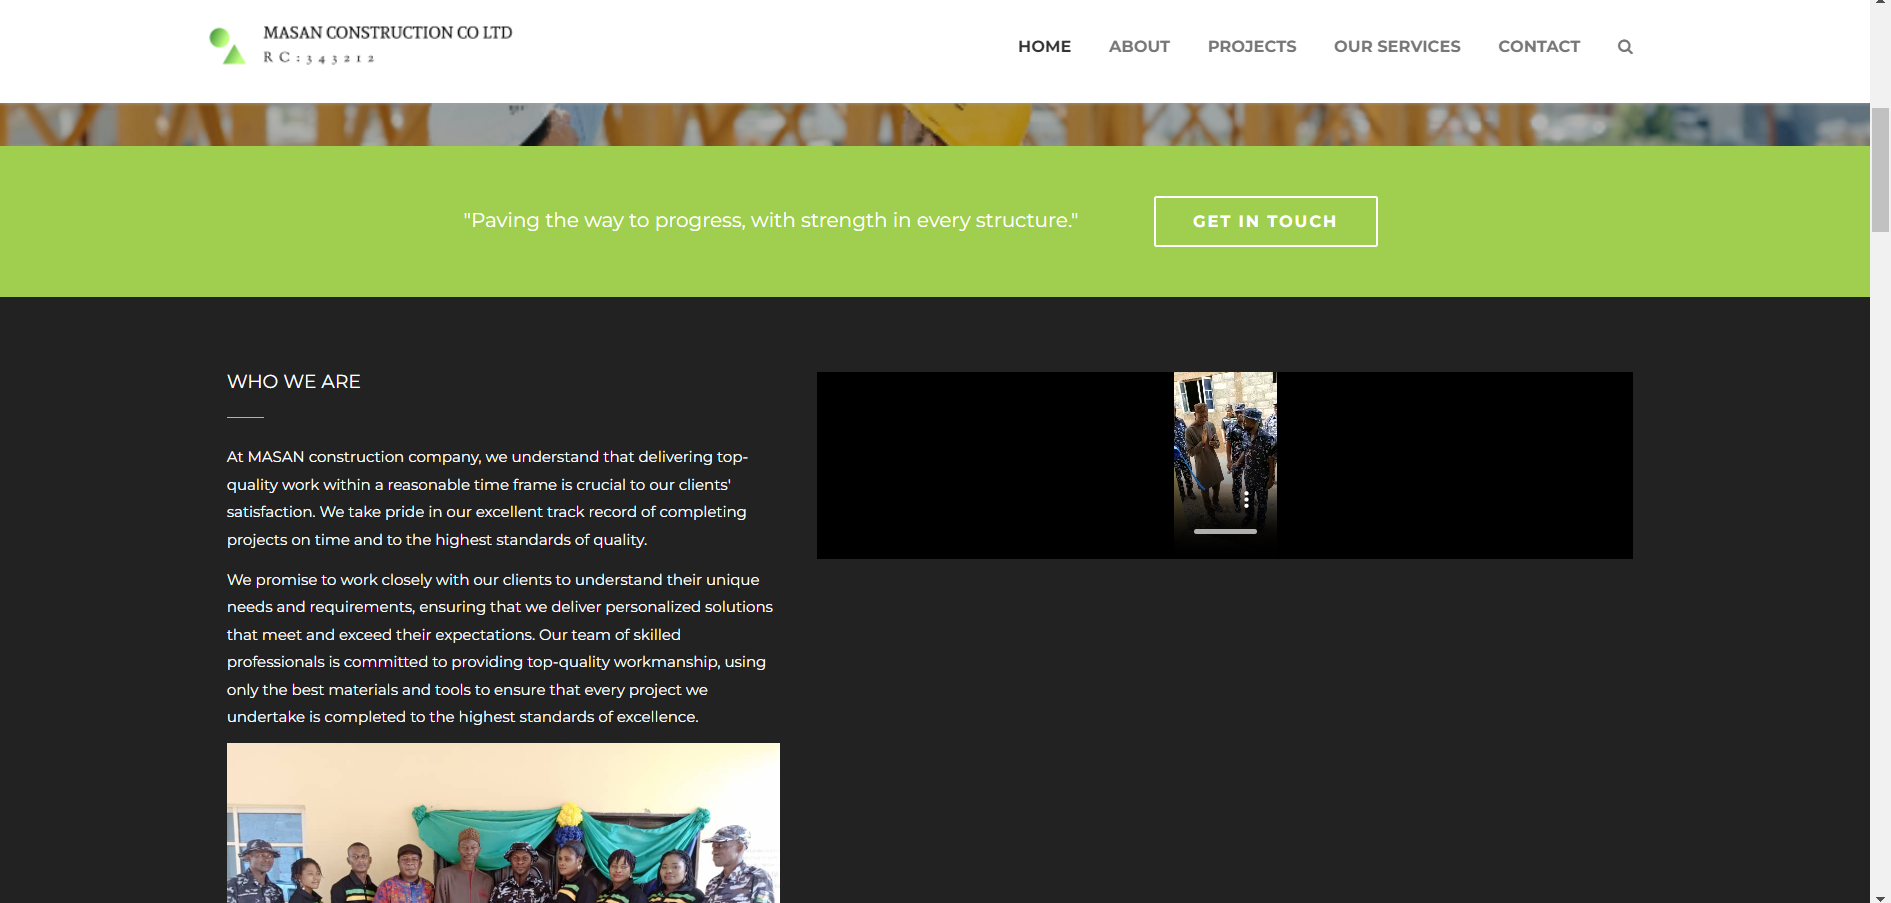 MASAN CONSTRUCTION CO LTD
RC:343212
HOME ABOUT PROJECTS OUR SERVICES CONTACT
"Paving the way to progress, with strength in every structure."
GET IN TOUCH
WHO WE ARE
At MASAN construction company, we understand that delivering top-
quality work within a reasonable time frame is crucial to our clients'
satisfaction. We take pride in our excellent track record of completing
projects on time and to the highest standards of quality.
We promise to work closely with our clients to understand their unique
needs and requirements, ensuring that we deliver personalized solutions
that meet and exceed their expectations. Our team of skilled
professionals is committed to providing top-quality workmanship, using
only the best materials and tools to ensure that every project we
undertake is completed to the highest standards of excellence.